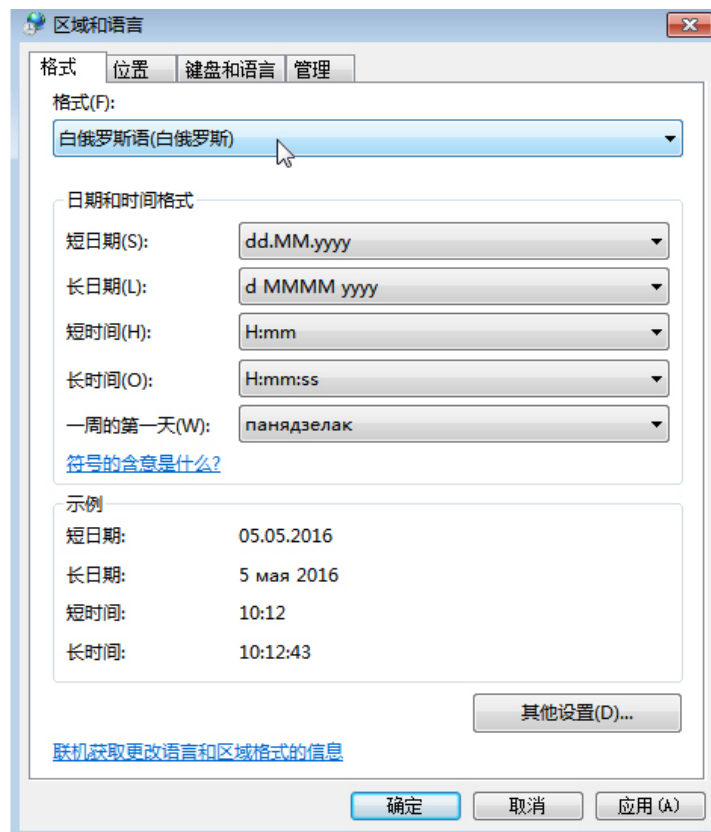 区域和语言
格式 位置 键盘和语言 管理
格式(F):
白俄罗斯语(白俄罗斯)
日期和时间格式
短日期(S): dd.MM.yyyy
长日期(L): d MMMM yyyy
短时间(H): H:mm
长时间(O): H:mm:ss
一周的第一天(W): панядзелак
符号的含意是什么?
示例
短日期: 05.05.2016
长日期: 5 мая 2016
短时间: 10:12
长时间: 10:12:43
其他设置(D)...
联机获取更改语言和区域格式的信息
确定 取消 应用(A)